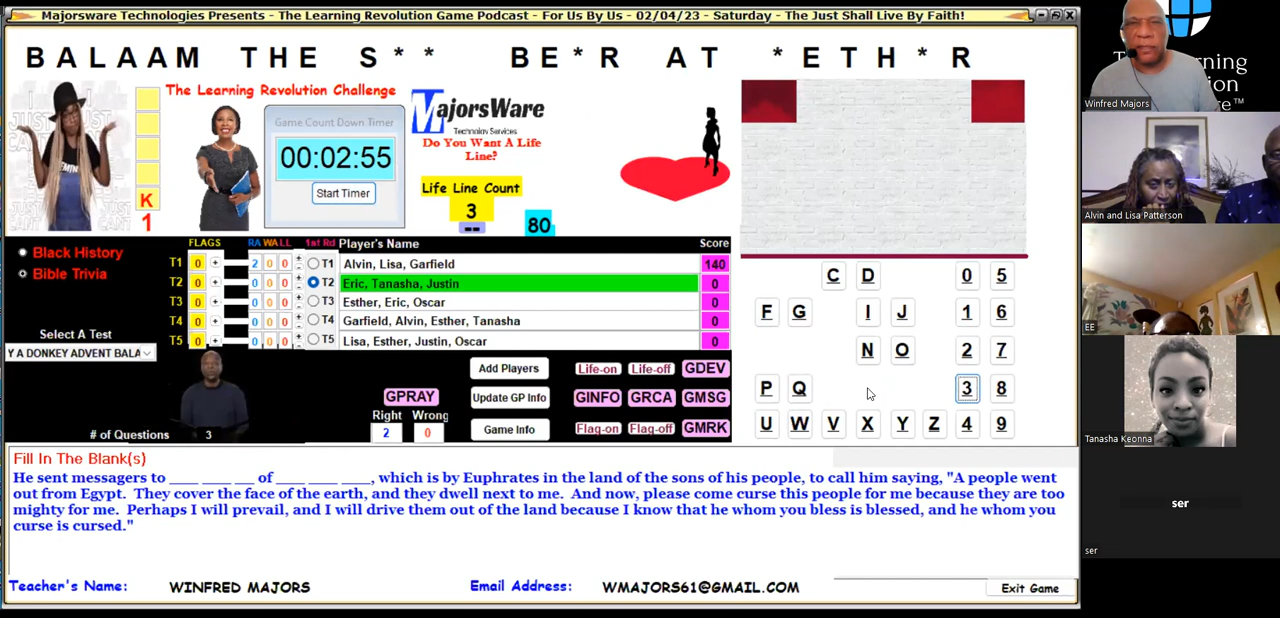 Majorsware Technologies Presents - The Learning Revolution Game Podcast - For Us By Us - 02/04/23 - Saturday - The Just Shall Live By Faith!
BALAAM THE S** BE*R AT *ETH*R
The Learning Revolution Challenge
Game Count Down Timer
00:02:55
Start Timer
MajorsWare
Technology Services
Do You Want A Life
Line?
Life Line Count
3
--
80
K
1
Black History
Bible Trivia
Select A Test
Y A DONKEY ADVENT BALA
# of Questions 3
FLAGS RA WA LL 1st Rd Player's Name Score
T1 0 + 2 0 0 T1 Alvin, Lisa, Garfield 140
T2 0 + 0 0 0 T2 Eric, Tanasha, Justin 0
T3 0 + 0 0 0 T3 Esther, Eric, Oscar 0
T4 0 + 0 0 0 T4 Garfield, Alvin, Esther, Tanasha 0
T5 0 + 0 0 0 T5 Lisa, Esther, Justin, Oscar 0
GPRAY
Right Wrong
2 0
Add Players Life-on Life-off GDEV
Update GP Info GINFO GRCA GMSG
Game Info Flag-on Flag-off GMRK
C D 0 5
F G I J 1 6
N O 2 7
P Q 3 8
U W V X Y Z 4 9
Fill In The Blank(s)
He sent messagers to ____ ____ ___ of ____ ____ ____, which is by Euphrates in the land of the sons of his people, to call him saying, "A people went
out from Egypt. They cover the face of the earth, and they dwell next to me. And now, please come curse this people for me because they are too
mighty for me. Perhaps I will prevail, and I will drive them out of the land because I know that he whom you bless is blessed, and he whom you
curse is cursed."
Teacher's Name: WINFRED MAJORS Email Address: WMAJORS61@GMAIL.COM Exit Game
Winfred Majors
Alvin and Lisa Patterson
EE
Tanasha Keonna
ser
ser